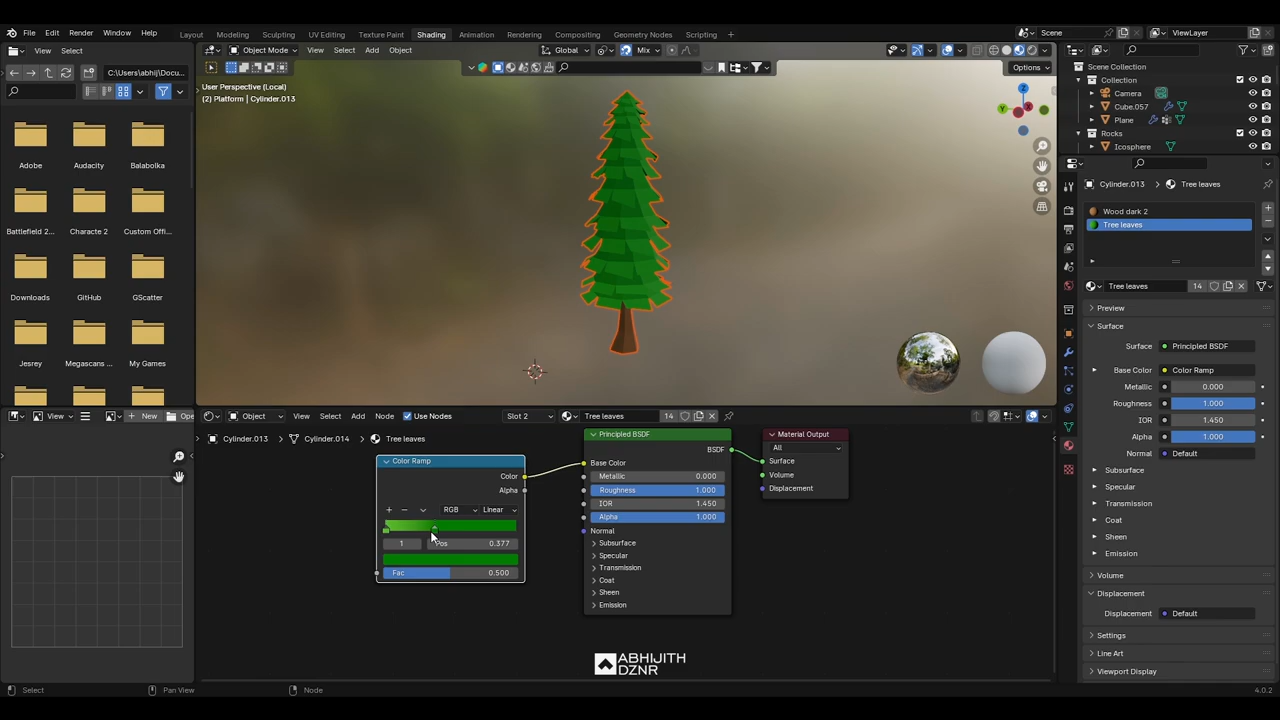 File Edit Render Window Help Layout Modeling Sculpting UV Editing Texture Paint Shading Animation Rendering Compositing Geometry Nodes Scripting + Scene ViewLayer
View Select Object Mode View Select Add Object Global Mix
C:\Users\abhij\Docu... Options
User Perspective (Local)
(2) Platform | Cylinder.013
Adobe Audacity Balabolka
Battlefield 2... Characte 2 Custom Offi...
Downloads GitHub GScatter
Jesrey Megascans ... My Games
Scene Collection
Collection
Camera
Cube.057
Plane
Rocks
Icosphere
Cylinder.013 Tree leaves
Wood dark 2
Tree leaves
Tree leaves 14
Preview
Surface
Surface Principled BSDF
Base Color Color Ramp
Metallic 0.000
Roughness 1.000
IOR 1.450
Alpha 1.000
Normal Default
Subsurface
Specular
Transmission
Coat
Sheen
Emission
Volume
Displacement
Displacement Default
Settings
Line Art
Viewport Display
View + New Ope
Object View Select Add Node Use Nodes Slot 2 Tree leaves 14
Cylinder.013 Cylinder.014 Tree leaves
Color Ramp
Color
Alpha
+ − RGB Linear
1 Pos 0.377
Fac 0.500
Principled BSDF
BSDF
Base Color
Metallic 0.000
Roughness 1.000
IOR 1.450
Alpha 1.000
Normal
Subsurface
Specular
Transmission
Coat
Sheen
Emission
Material Output
All
Surface
Volume
Displacement
ABHIJITH
DZNR
Select Pan View Node 4.0.2